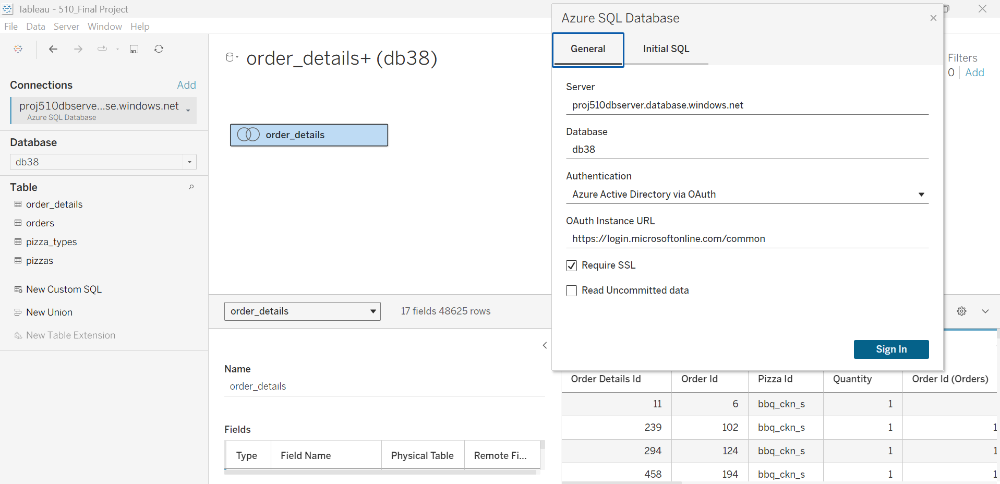 Tableau - 510_Final Project
File Data Server Window Help
Connections Add
proj510dbserve...se.windows.net
Azure SQL Database
Database
db38
Table
order_details
orders
pizza_types
pizzas
New Custom SQL
New Union
New Table Extension
order_details+ (db38)
order_details
Filters
0 Add
Azure SQL Database
General Initial SQL
Server
proj510dbserver.database.windows.net
Database
db38
Authentication
Azure Active Directory via OAuth
OAuth Instance URL
https://login.microsoftonline.com/common
Require SSL
Read Uncommitted data
Sign In
order_details 17 fields 48625 rows
Name
order_details
Fields
Type Field Name Physical Table Remote Fi...
Order Details Id Order Id Pizza Id Quantity Order Id (Orders)
11 6 bbq_ckn_s 1
239 102 bbq_ckn_s 1 1
294 124 bbq_ckn_s 1 1
458 194 bbq_ckn_s 1 1